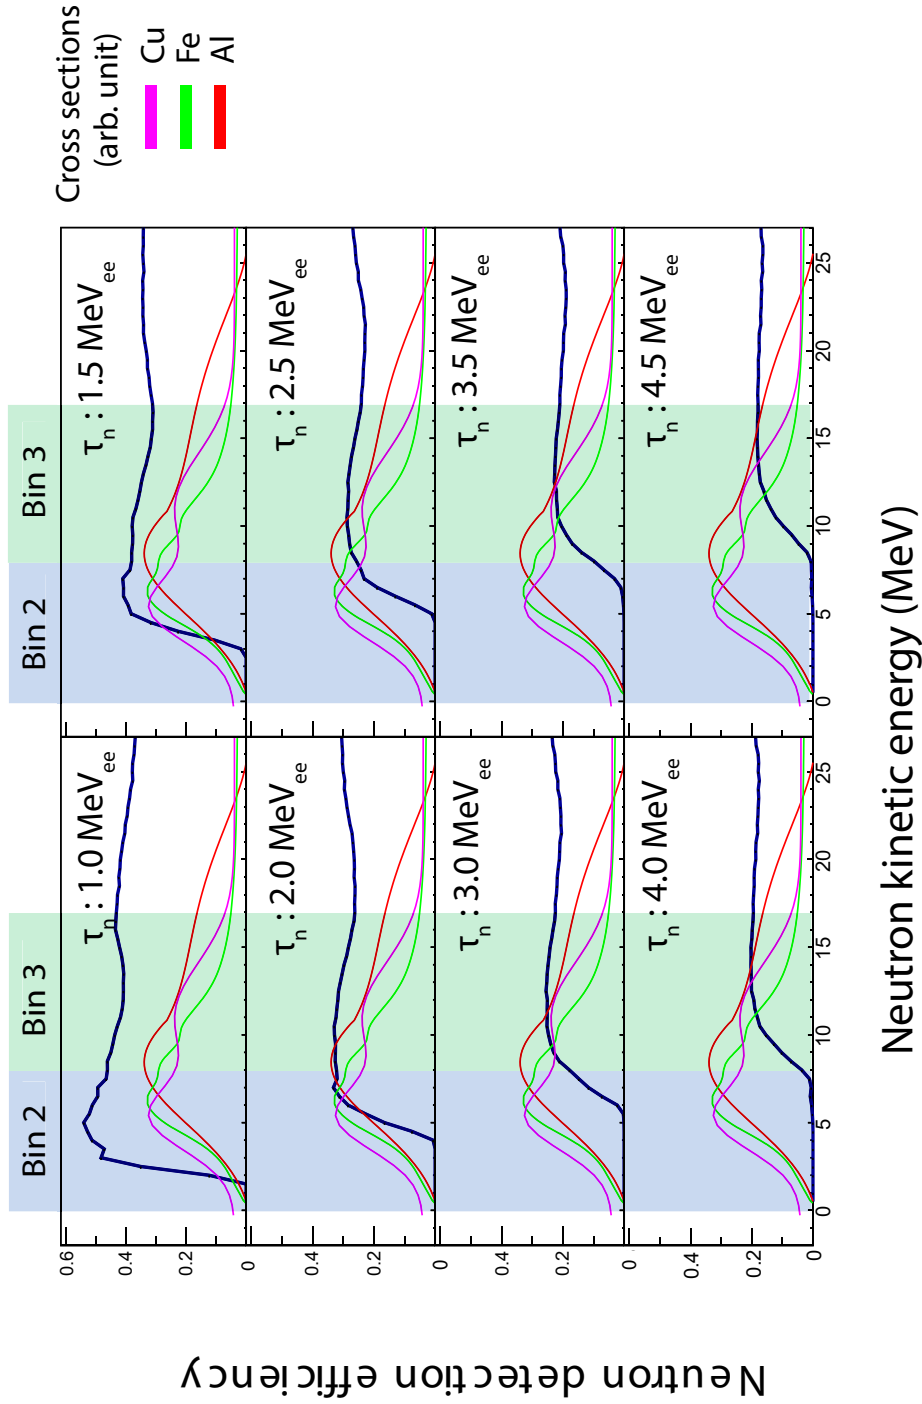 Cross sections
(arb. unit)
Cu
Fe
Al
Bin 2
Bin 3
Bin 2
Bin 3
τn : 1.0 MeVee
τn : 1.5 MeVee
τn : 2.0 MeVee
τn : 2.5 MeVee
τn : 3.0 MeVee
τn : 3.5 MeVee
τn : 4.0 MeVee
τn : 4.5 MeVee
0.6
0.4
0.2
0
0.4
0.2
0
0.4
0.2
0
0.4
0.2
0
0 5 10 15 20 25
0 5 10 15 20 25
Neutron kinetic energy (MeV)
Neutron detection efficiency